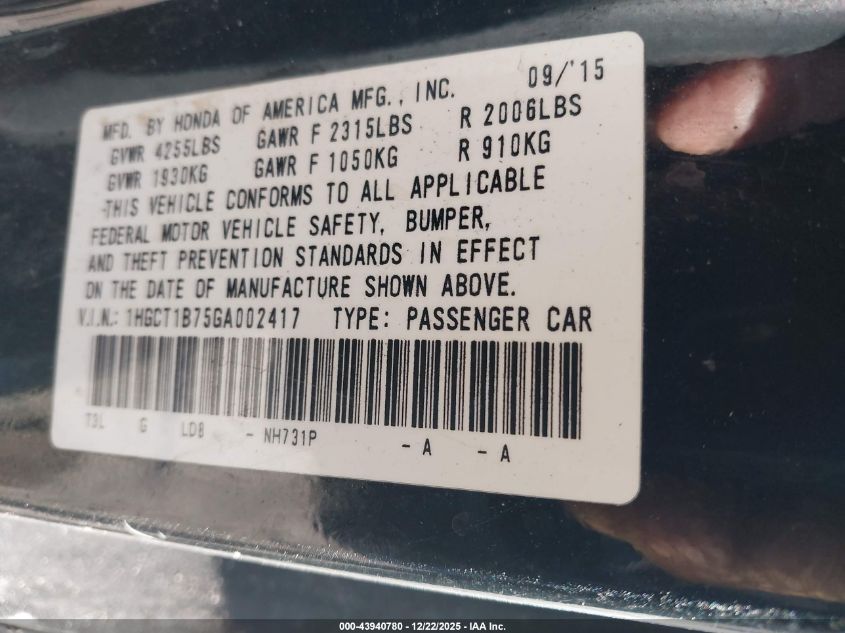 09/'15
MFD. BY HONDA OF AMERICA MFG., INC.
GVWR 4255LBS GAWR F 2315LBS R 2006LBS
GVWR 1930KG GAWR F 1050KG R 910KG
THIS VEHICLE CONFORMS TO ALL APPLICABLE
FEDERAL MOTOR VEHICLE SAFETY, BUMPER,
AND THEFT PREVENTION STANDARDS IN EFFECT
ON THE DATE OF MANUFACTURE SHOWN ABOVE.
V.I.N.: 1HGCT1B75GA002417 TYPE: PASSENGER CAR
T3L G LDB - NH731P - A - A
000-43940780 - 12/22/2025 - IAA Inc.